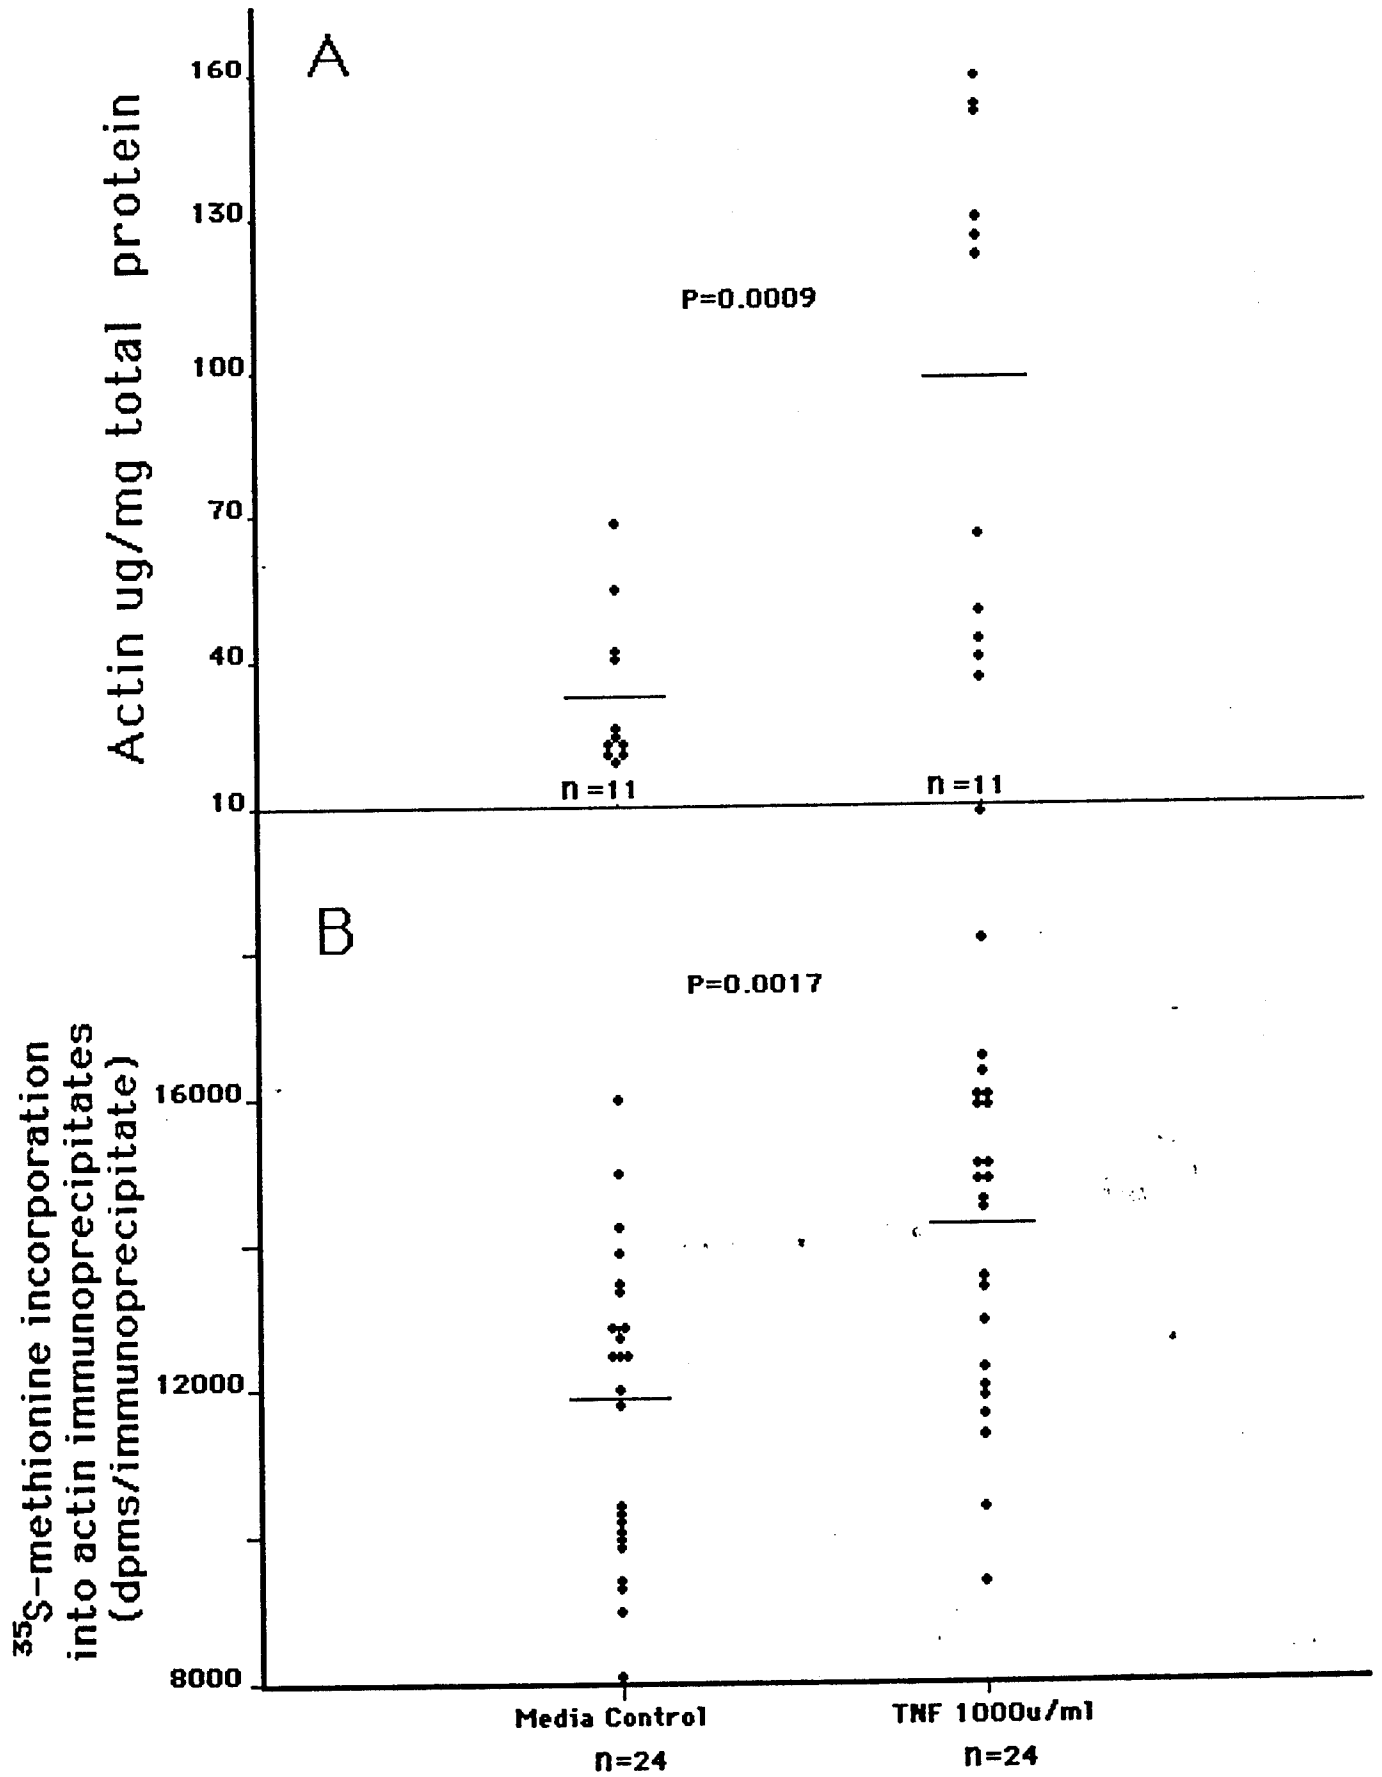 A
160
130
100
70
40
10
Actin ug/mg total protein
P=0.0009
n=11
n=11
B
P=0.0017
16000
12000
8000
35S-methionine incorporation
into actin immunoprecipitates
(dpms/immunoprecipitate)
Media Control
n=24
TNF 1000u/ml
n=24